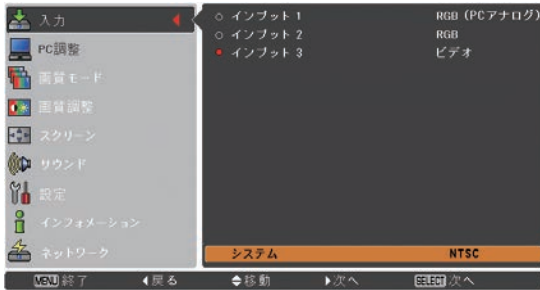 入力
PC調整
画質モード
画質調整
スクリーン
サウンド
設定
インフォメーション
ネットワーク
インプット 1 RGB (PCアナログ)
インプット 2 RGB
インプット 3 ビデオ
システム NTSC
MENU 終了 戻る 移動 次へ SELECT 次へ